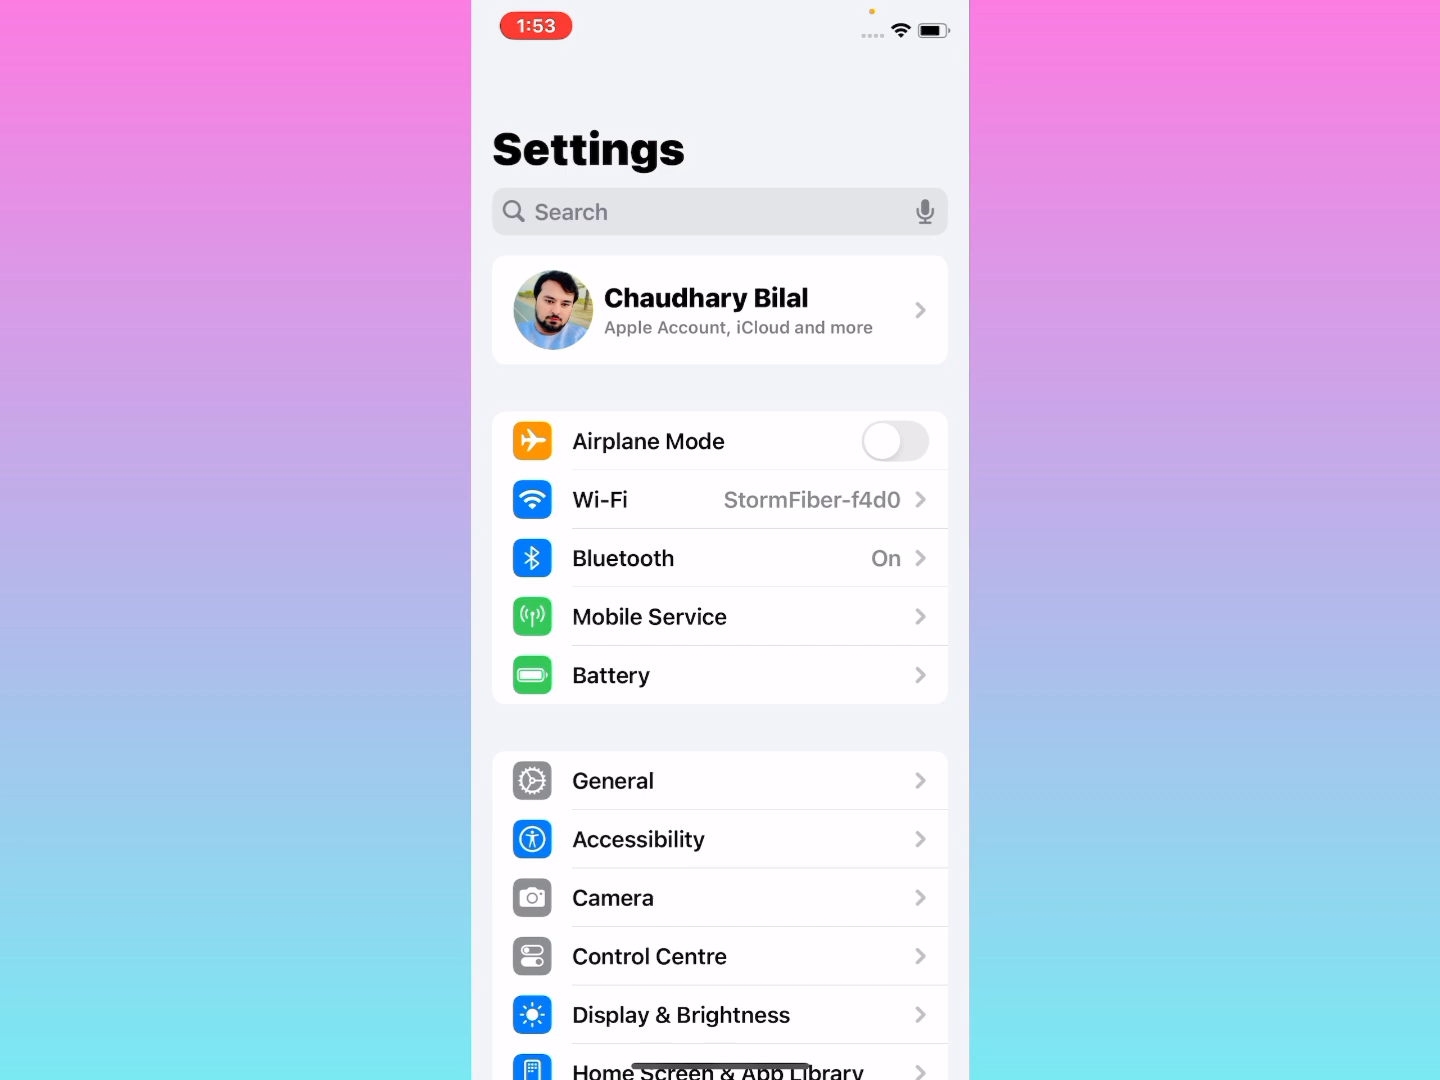 1:53
Settings
Search
Chaudhary Bilal
Apple Account, iCloud and more
Airplane Mode
Wi-Fi StormFiber-f4d0
Bluetooth On
Mobile Service
Battery
General
Accessibility
Camera
Control Centre
Display & Brightness
Home Screen & App Library